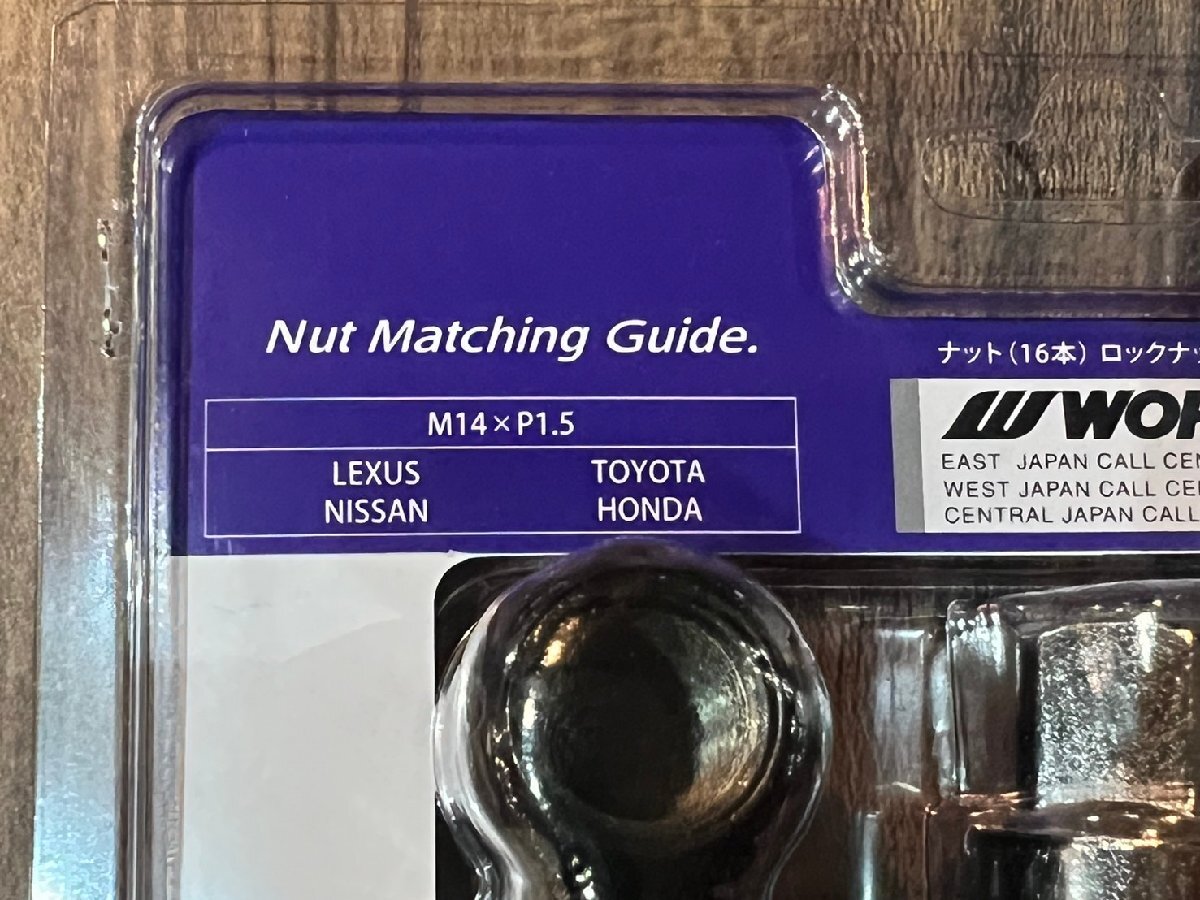 Nut Matching Guide.
M14×P1.5
LEXUS TOYOTA
NISSAN HONDA
ナット(16本) ロックナッ
WOR
EAST JAPAN CALL CEN
WEST JAPAN CALL CEN
CENTRAL JAPAN CALL